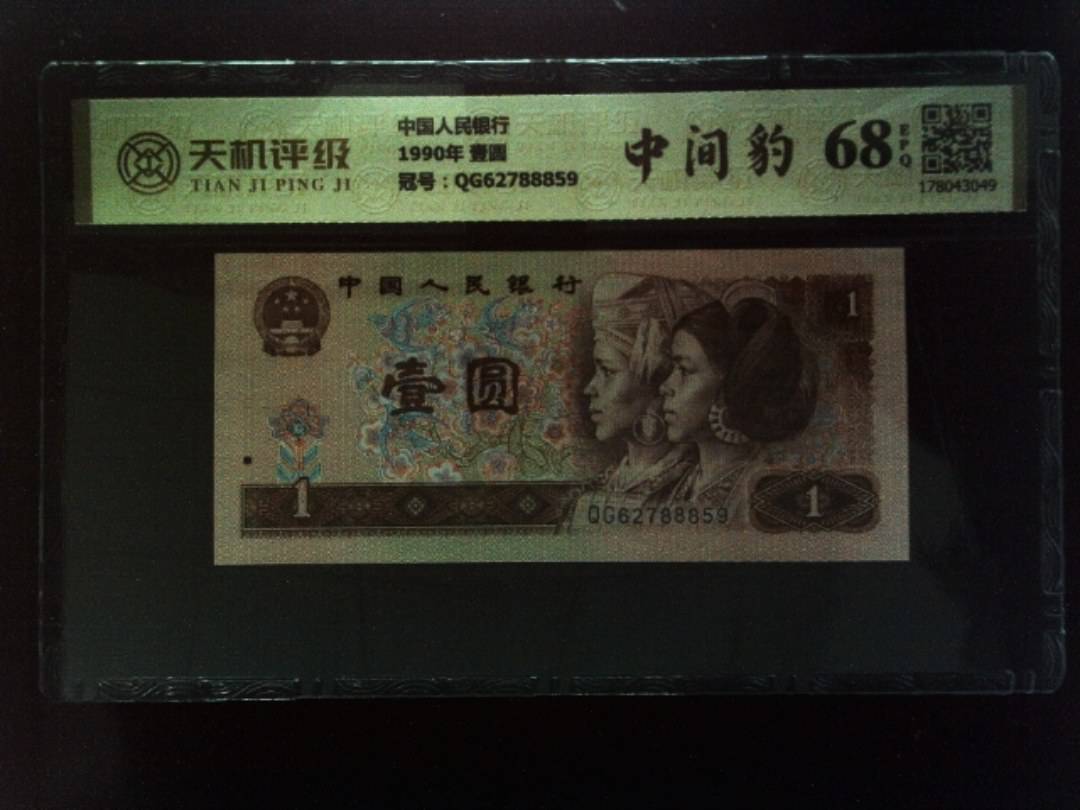 天机评级
TIAN JI PING JI
中国人民银行
1990年 壹圆
冠号：QG62788859
中间豹
68
EPQ
178043049
中国人民银行
壹圆
1
1
QG62788859
1